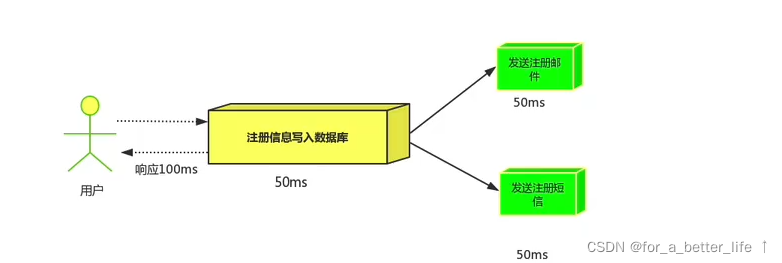 发送注册邮
件
50ms
注册信息写入数据库
响应100ms
50ms
用户
发送注册短
信
50ms
CSDN @for_a_better_life ↑